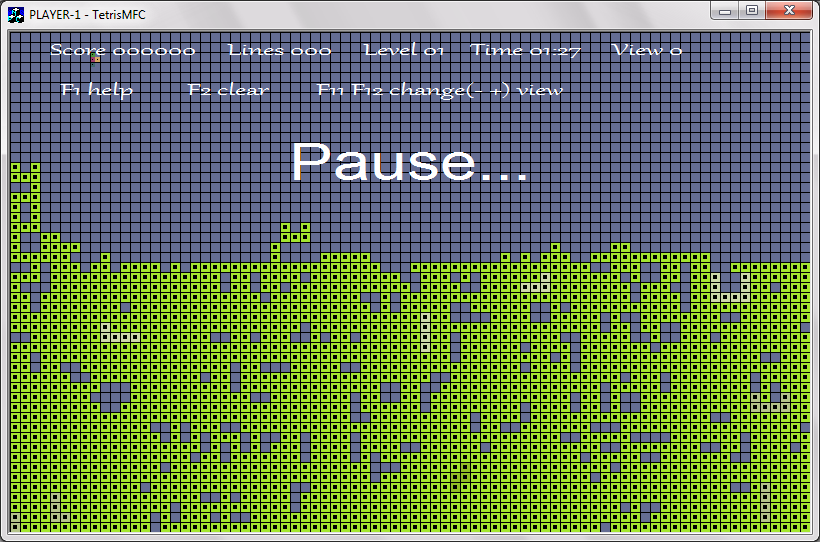 PLAYER-1 - TetrisMFC
Score 000000 Lines 000 Level 01 Time 01:27 View 0
F1 help F2 clear F11 F12 change(- +) view
Pause...